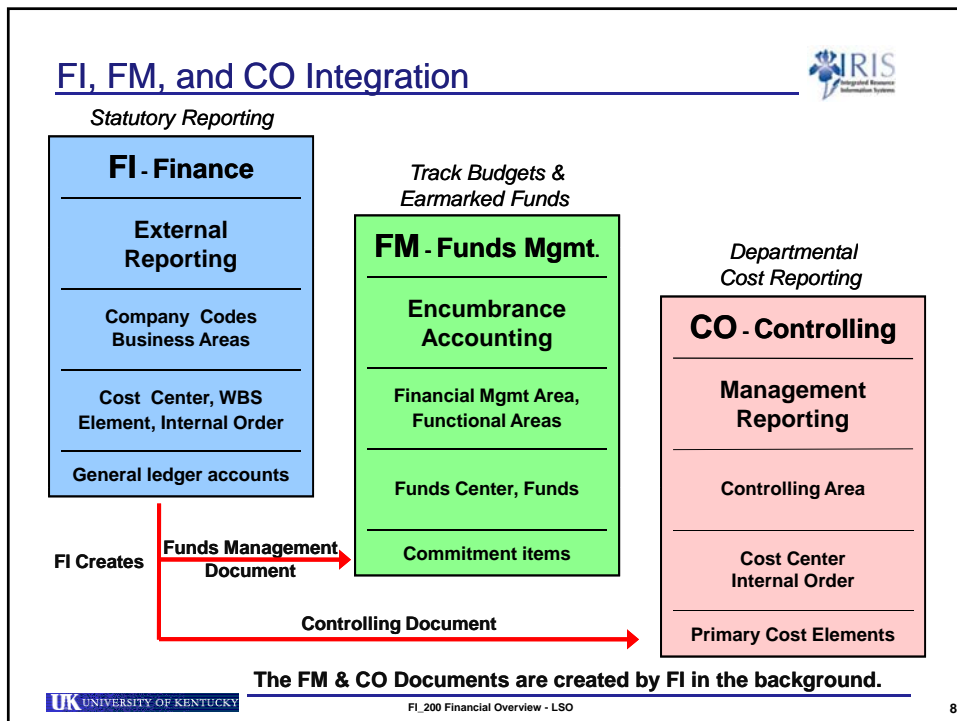 FI, FM, and CO Integration
IRIS
Integrated Resource
Information Systems
Statutory Reporting
FI - Finance
External
Reporting
Company Codes
Business Areas
Cost Center, WBS
Element, Internal Order
General ledger accounts
Track Budgets &
Earmarked Funds
FM - Funds Mgmt.
Encumbrance
Accounting
Financial Mgmt Area,
Functional Areas
Funds Center, Funds
Commitment items
Departmental
Cost Reporting
CO - Controlling
Management
Reporting
Controlling Area
Cost Center
Internal Order
Primary Cost Elements
FI Creates
Funds Management
Document
Controlling Document
The FM & CO Documents are created by FI in the background.
UK UNIVERSITY OF KENTUCKY
FI_200 Financial Overview - LSO
8